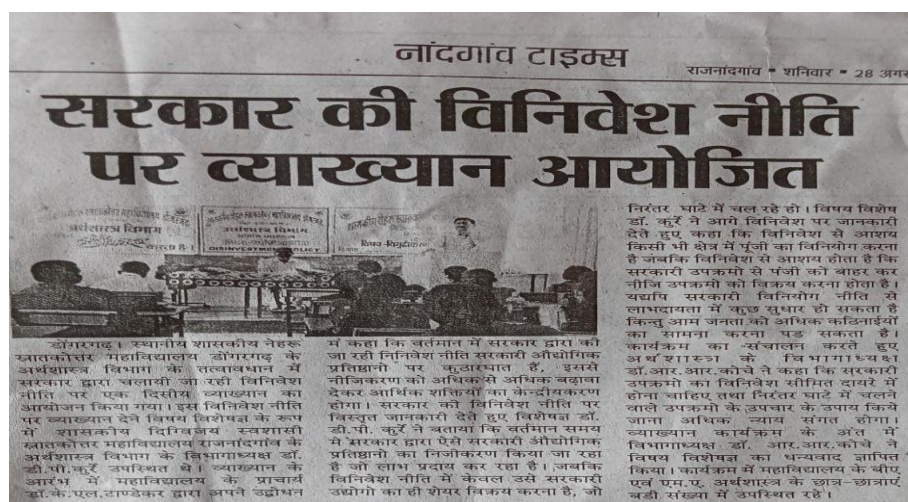 नांदगांव टाइम्स
राजनांदगांव ▪ शनिवार ▪ 28 अगस
सरकार की विनिवेश नीति
पर व्याख्यान आयोजित
अर्थशास्त्र विभाग
अर्थशास्त्र विभाग
DISINVESTMENT POLICY
डोंगरगढ़। स्थानीय शासकीय नेहरू
स्नातकोत्तर महाविद्यालय डोंगरगढ़ के
अर्थशास्त्र विभाग के तत्वावधान में
सरकार द्वारा चलायी जा रही विनिवेश
नीति पर एक दिवसीय व्याख्यान का
आयोजन किया गया। इस विनिवेश नीति
पर व्याख्यान देने विषय विशेषज्ञ के रूप
में शासकीय दिग्विजय स्वशासी
स्नातकोत्तर महाविद्यालय राजनांदगांव के
अर्थशास्त्र विभाग के विभागाध्यक्ष डॉ.
डी.पी.कुर्रे उपस्थित थे। व्याख्यान के
आरंभ में महाविद्यालय के प्राचार्य
डॉ.के.एल.टाण्डेकर द्वारा अपने उद्बोधन
में कहा कि वर्तमान में सरकार द्वारा की
जा रही निनिवेश नीति सरकारी औद्योगिक
प्रतिष्ठानो पर कुठारघात हैं, इससे
नीजिकरण को अधिक से अधिक बढ़ावा
देकर आर्थिक शक्तियों का केन्द्रीयकरण
होगा। सरकार की विनिवेश नीति पर
विस्तृत जानकारी देते हुए विशेषज्ञ डॉ.
डी.पी. कुर्रे ने बताया कि वर्तमान समय
में सरकार द्वारा ऐसे सरकारी औद्योगिक
प्रतिष्ठानो का निजीकरण किया जा रहा
है जो लाभ प्रदाय कर रहा है। जबकि
विनिवेश नीति में केवल उसे सरकारी
उद्योगो का ही शेयर विक्रय करना है, जो
निरंतर घाटे में चल रहे हो। विषय विशेष
डॉ. कुर्रे ने आगे विनिवेश पर जानकारी
देते हुए कहा कि विनिवेश से आशय
किसी भी क्षेत्र में पूंजी का विनियोग करना
है जबकि विनिवेश से आशय होता है कि
सरकारी उपक्रमो से पंजी को बाहर कर
नीजि उपक्रमो को विक्रय करना होता है।
यद्यपि सरकारी विनियोग नीति से
लाभदायता में कुछ सुधार हो सकता है
किन्तु आम जनता को अधिक कठिनाईयों
का सामना करना पड सकता है।
कार्यक्रम का संचालन करते हुए
अर्थशास्त्र के विभागाध्यक्ष
डॉ.आर.आर.कोचे ने कहा कि सरकारी
उपक्रमो का विनिवेश सीमित दायरे में
होना चाहिए तथा निरंतर घाटे में चलने
वाले उपक्रमो के उपचार के उपाय किये
जाना अधिक न्याय संगत होगा।
व्याख्यान कार्यक्रम के अंत में
विभागाध्यक्ष डॉ. आर.आर.कोचे ने
विषय विशेषज्ञ का धन्यवाद ज्ञापित
किया। कार्यक्रम में महाविद्यालय के बीए
एवं एम.ए. अर्थशास्त्र के छात्र-छात्राएं
बडी संख्या में उपस्थित रहे।